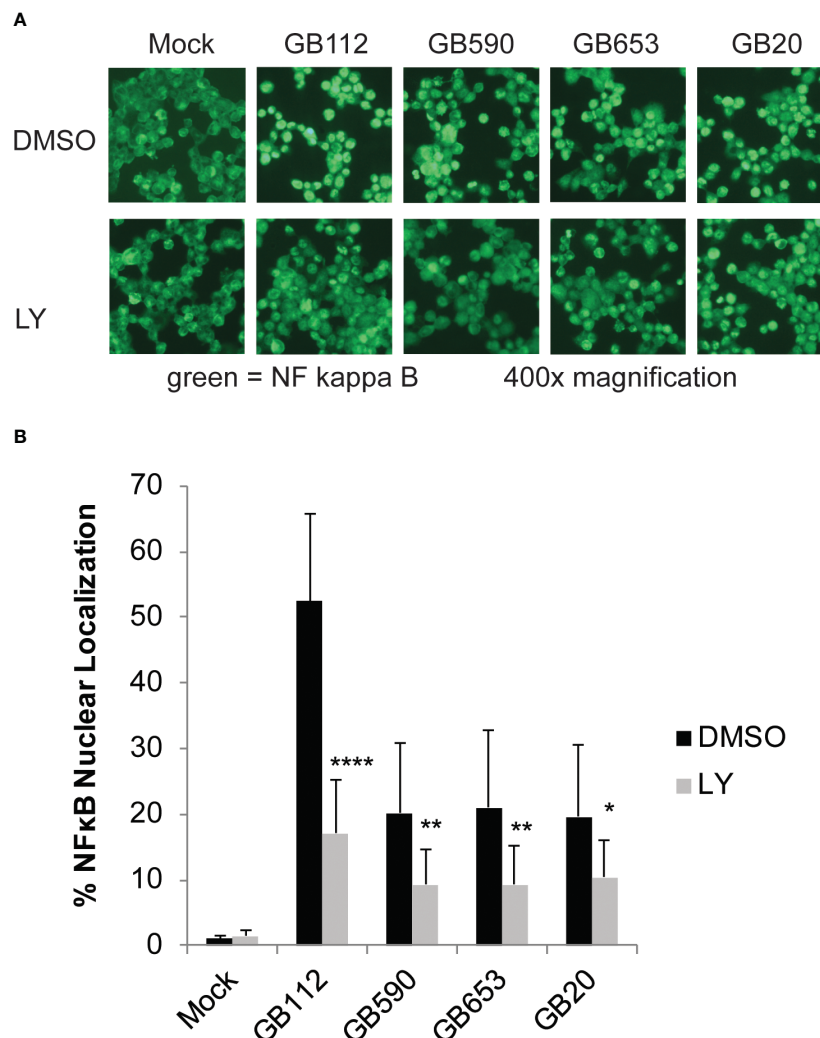 A
Mock GB112 GB590 GB653 GB20
DMSO
LY
green = NF kappa B 400x magnification
B
% NFκB Nuclear Localization
70
60
50
40
30
20
10
0
****
**
**
*
DMSO
LY
Mock GB112 GB590 GB653 GB20